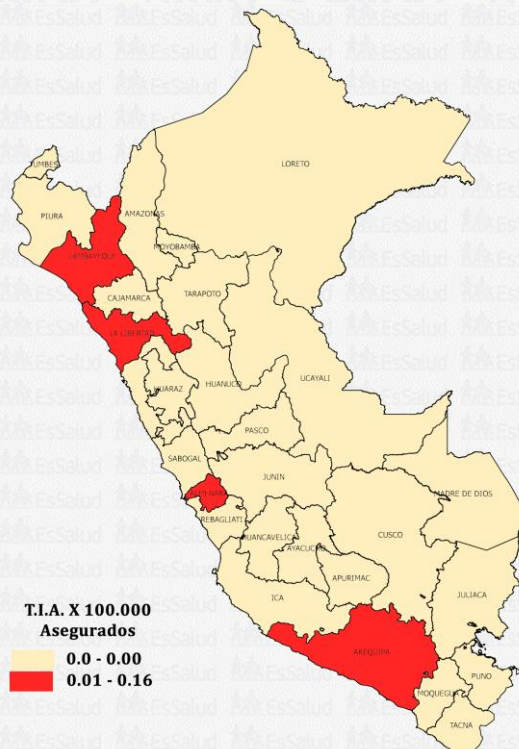 LORETO
TUMBES
PIURA
AMAZONAS
LAMBAYEQUE
MOYOBAMBA
CAJAMARCA
TARAPOTO
LA LIBERTAD
HUARAZ
HUANUCO
UCAYALI
PASCO
SABOGAL
JUNIN
ALMENARA
MADRE DE DIOS
REBAGLIATI
HUANCAVELICA
CUSCO
AYACUCHO
APURIMAC
ICA
JULIACA
T.I.A. X 100.000
Asegurados
0.0 - 0.00
0.01 - 0.16
AREQUIPA
PUNO
MOQUEGUA
TACNA
EsSalud